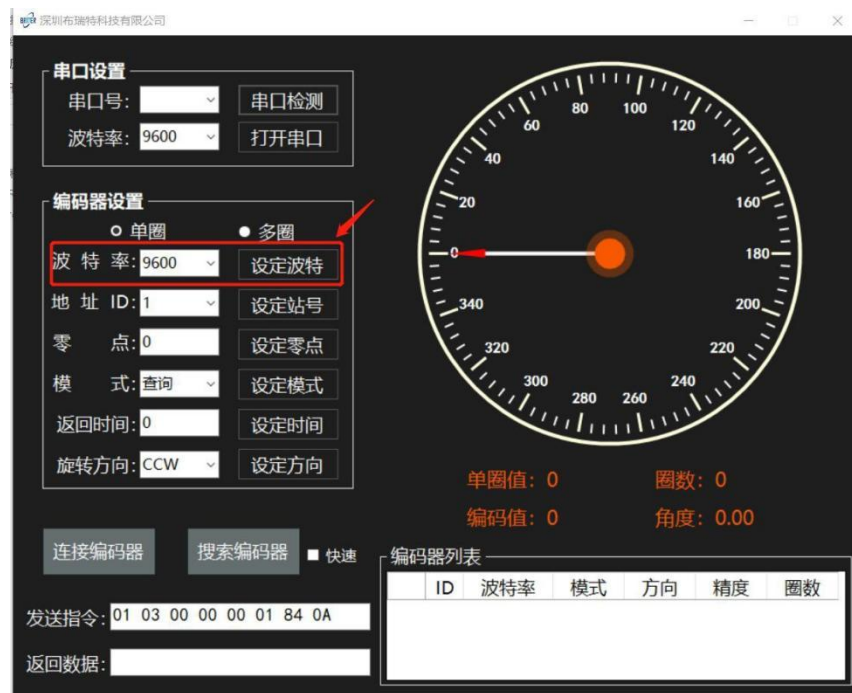 深圳布瑞特科技有限公司
串口设置
串口号:
串口检测
波特率: 9600
打开串口
编码器设置
单圈
多圈
波 特 率: 9600
设定波特
地 址 ID: 1
设定站号
零 点: 0
设定零点
模 式: 查询
设定模式
返回时间: 0
设定时间
旋转方向: CCW
设定方向
连接编码器
搜索编码器
快速
发送指令: 01 03 00 00 00 01 84 0A
返回数据:
0
20
40
60
80
100
120
140
160
180
200
220
240
260
280
300
320
340
单圈值: 0
圈数: 0
编码值: 0
角度: 0.00
编码器列表
ID 波特率 模式 方向 精度 圈数